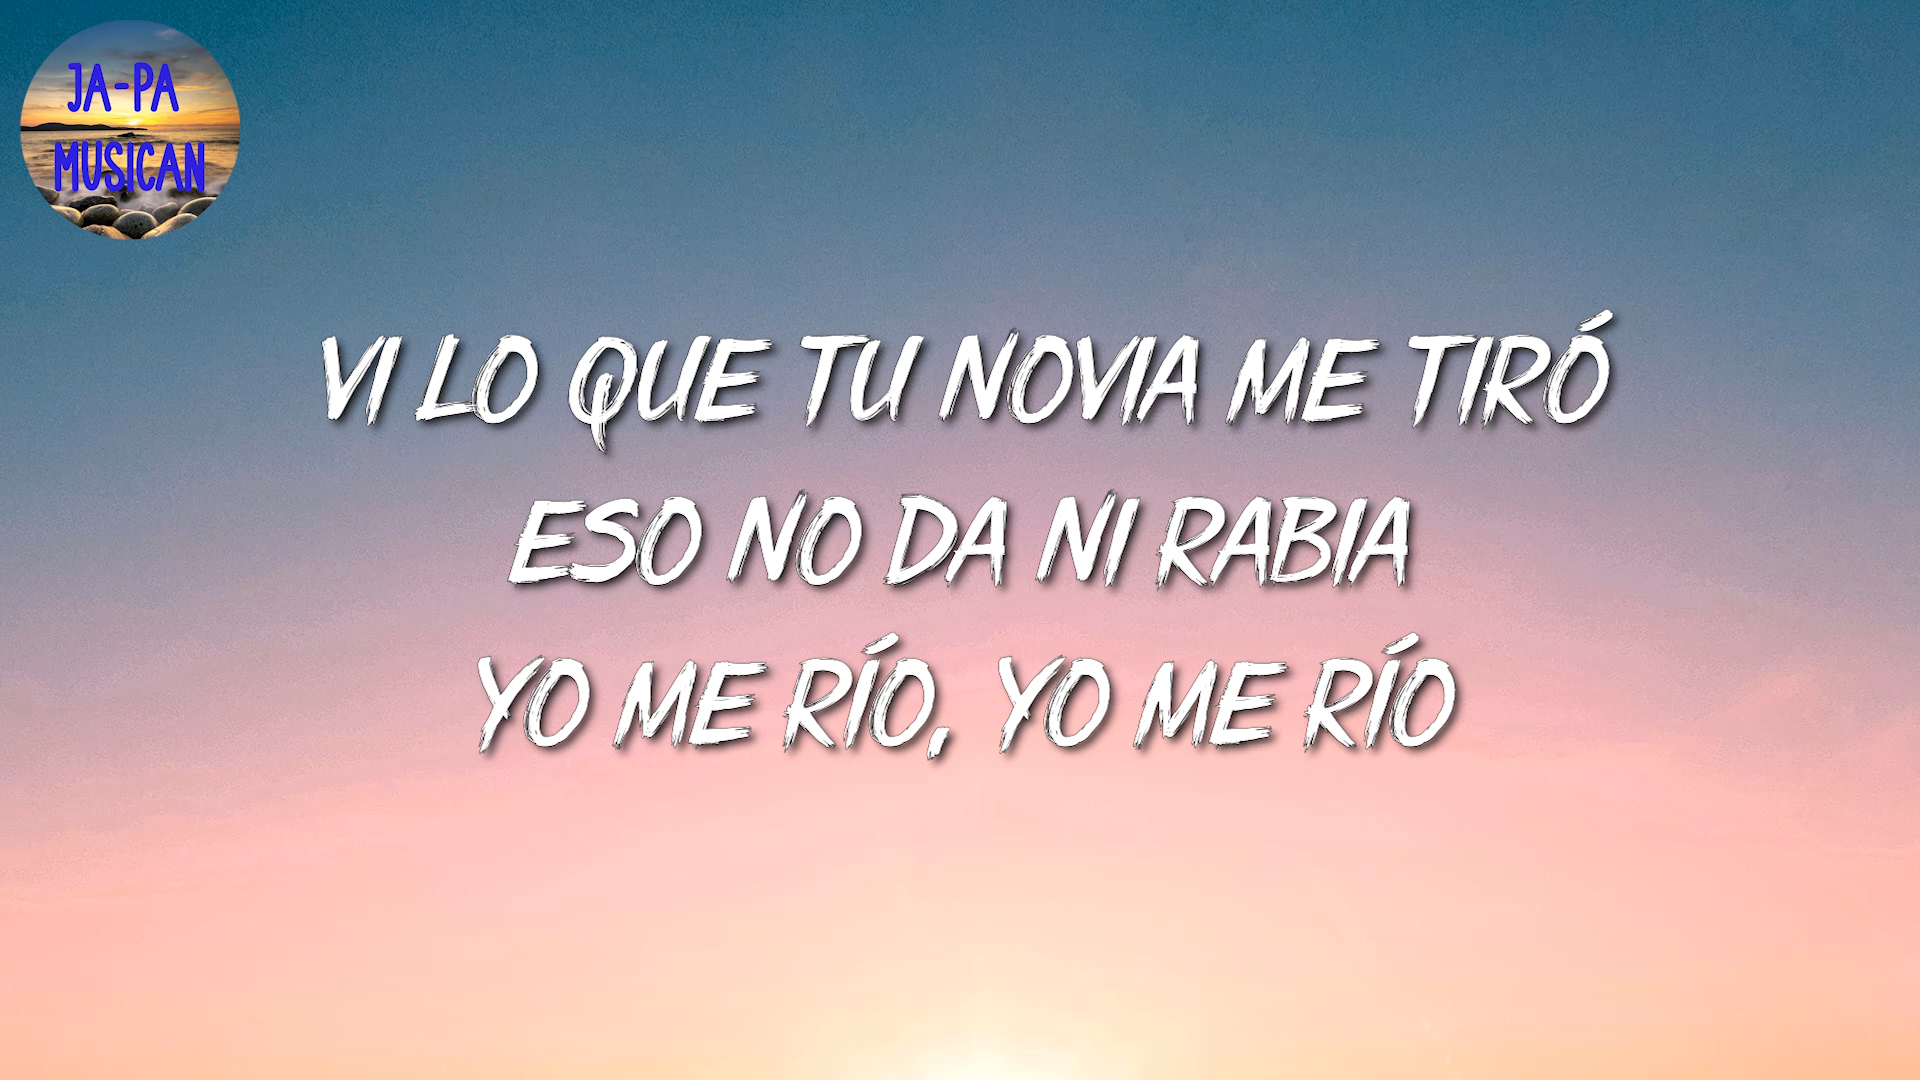 JA-PA
MUSICAN
VI LO QUE TU NOVIA ME TIRÓ
ESO NO DA NI RABIA
YO ME RÍO, YO ME RÍO